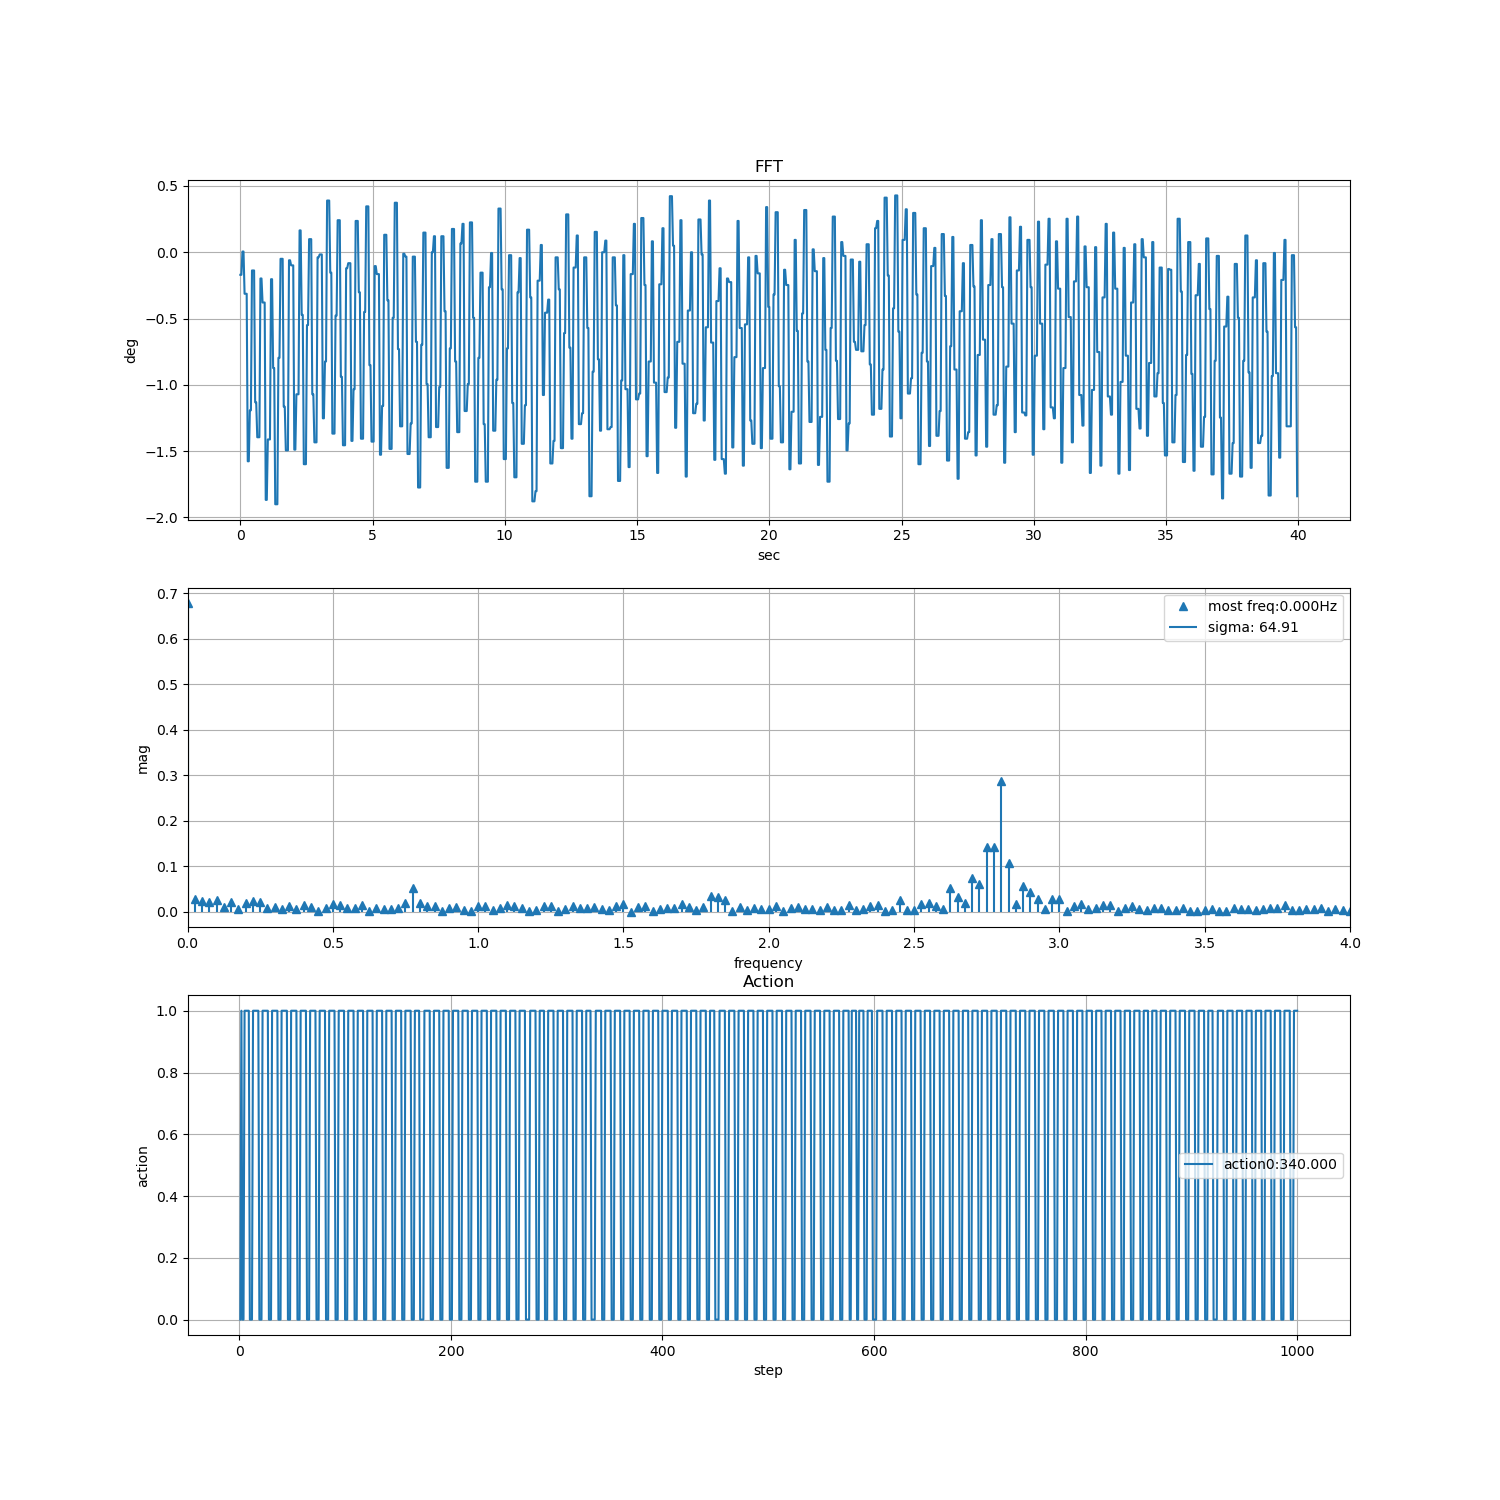 FFT
0.5
0.0
−0.5
−1.0
−1.5
−2.0
deg
0 5 10 15 20 25 30 35 40
sec
0.7
0.6
0.5
0.4
0.3
0.2
0.1
0.0
mag
most freq:0.000Hz
sigma: 64.91
0.0 0.5 1.0 1.5 2.0 2.5 3.0 3.5 4.0
frequency
Action
1.0
0.8
0.6
0.4
0.2
0.0
action
action0:340.000
0 200 400 600 800 1000
step